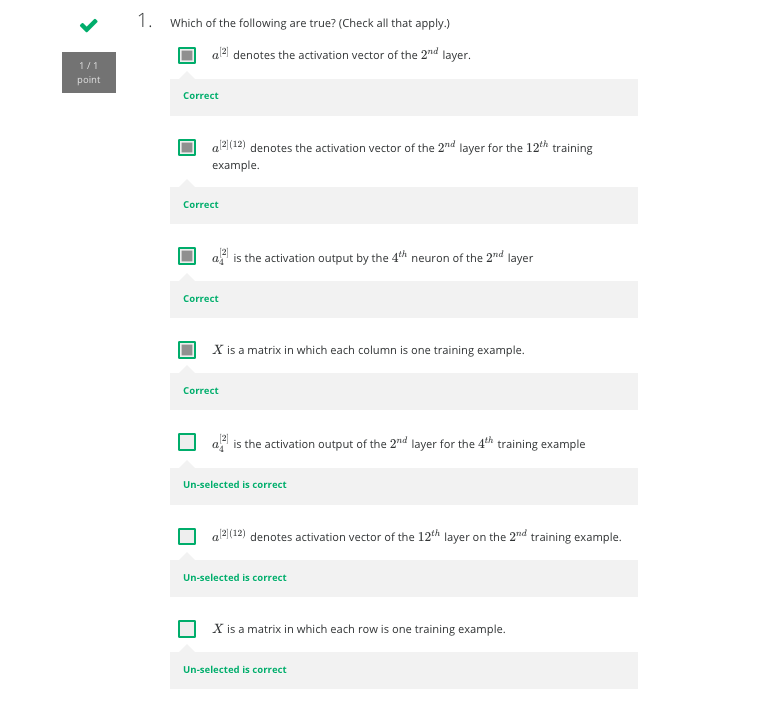 1. Which of the following are true? (Check all that apply.)
1 / 1
point
a^{[2]} denotes the activation vector of the 2^{nd} layer.
Correct
a^{[2](12)} denotes the activation vector of the 2^{nd} layer for the 12^{th} training
example.
Correct
a_4^{[2]} is the activation output by the 4^{th} neuron of the 2^{nd} layer
Correct
X is a matrix in which each column is one training example.
Correct
a_4^{[2]} is the activation output of the 2^{nd} layer for the 4^{th} training example
Un-selected is correct
a^{[2](12)} denotes activation vector of the 12^{th} layer on the 2^{nd} training example.
Un-selected is correct
X is a matrix in which each row is one training example.
Un-selected is correct